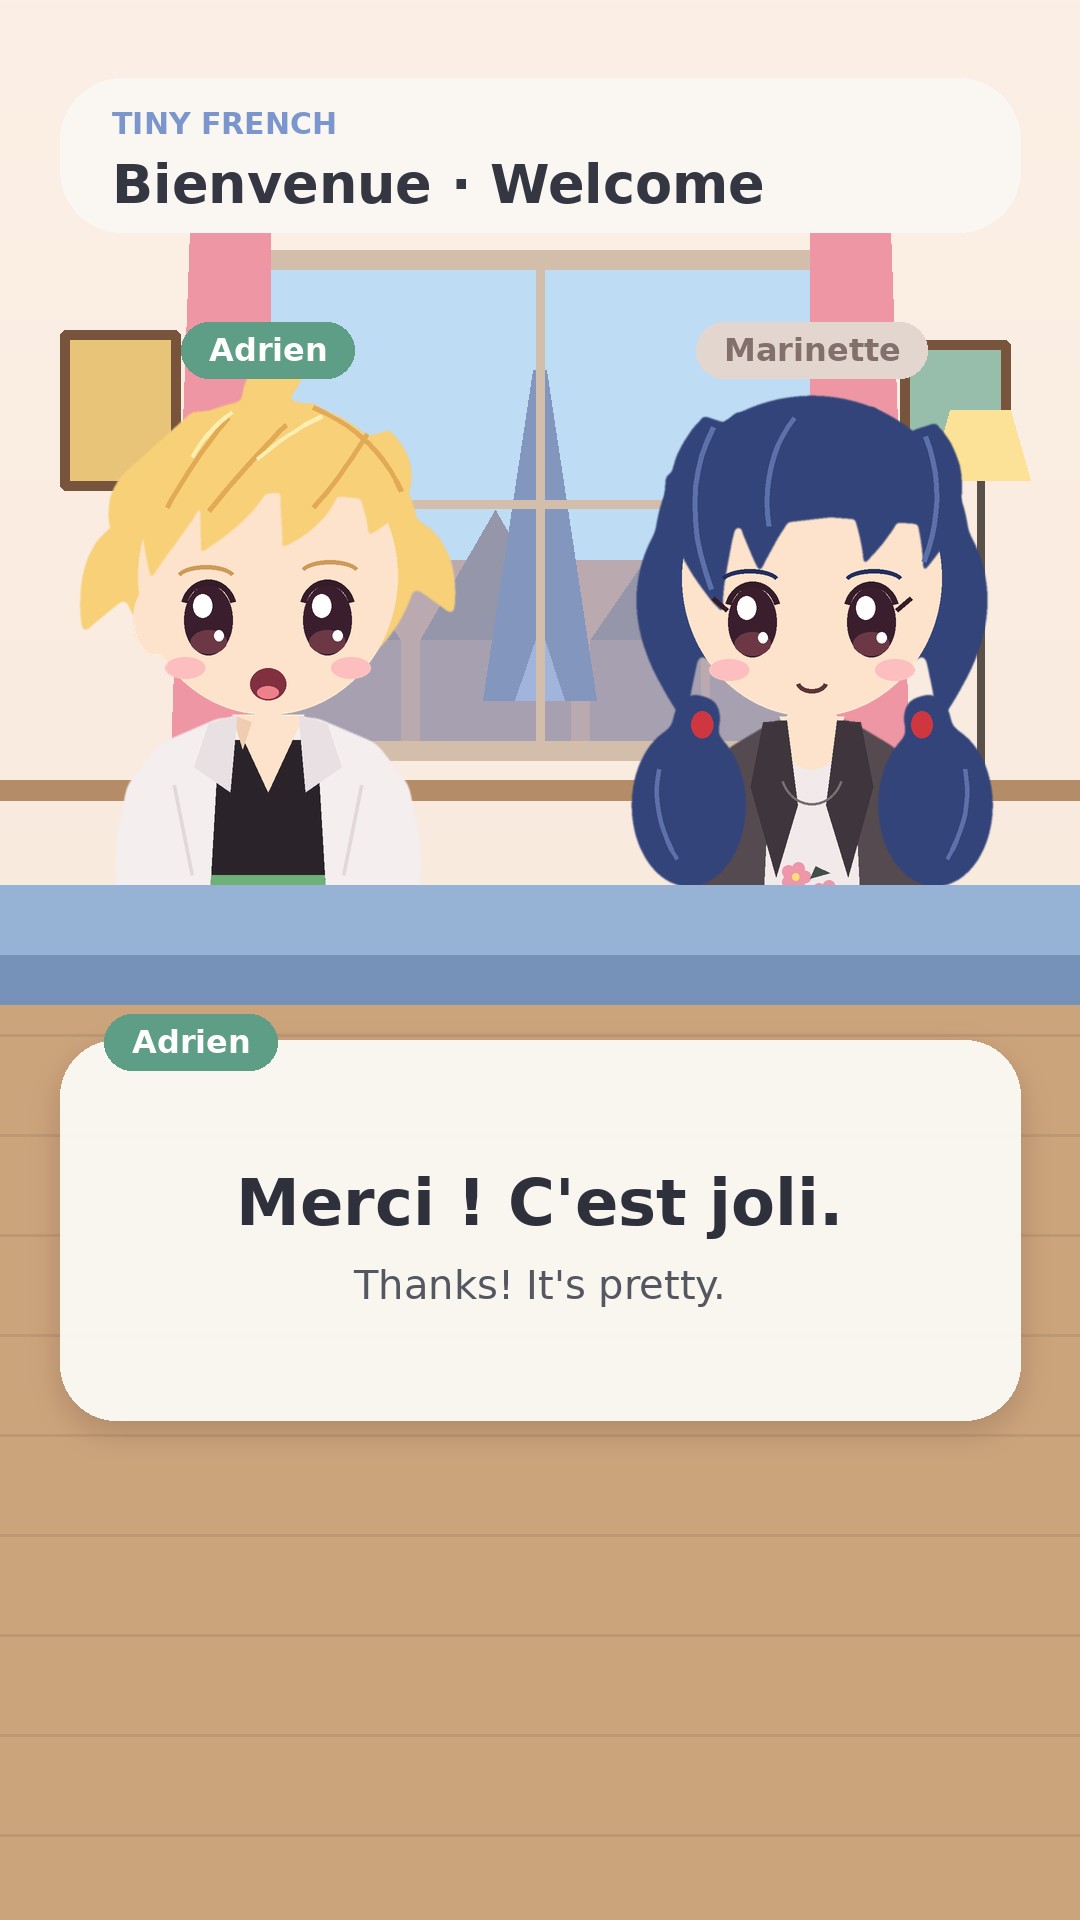 TINY FRENCH
Bienvenue · Welcome
Adrien
Marinette
Adrien
Merci ! C'est joli.
Thanks! It's pretty.